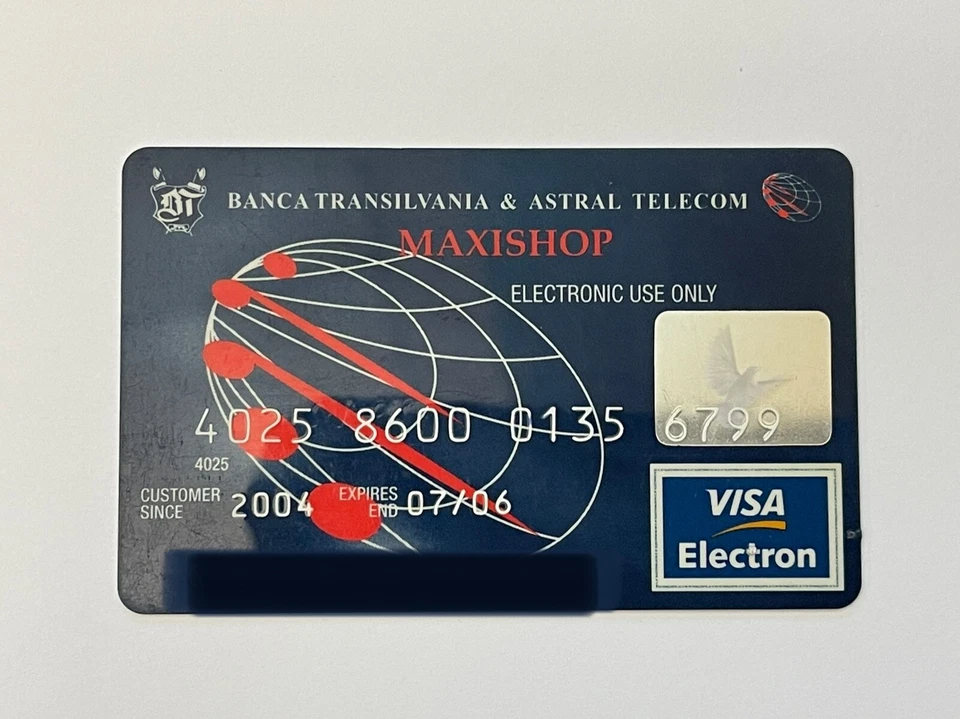 BT
BANCA TRANSILVANIA & ASTRAL TELECOM
MAXISHOP
ELECTRONIC USE ONLY
4025 8600 0135 6799
4025
CUSTOMER SINCE 2004 EXPIRES END 07/06
VISA
Electron